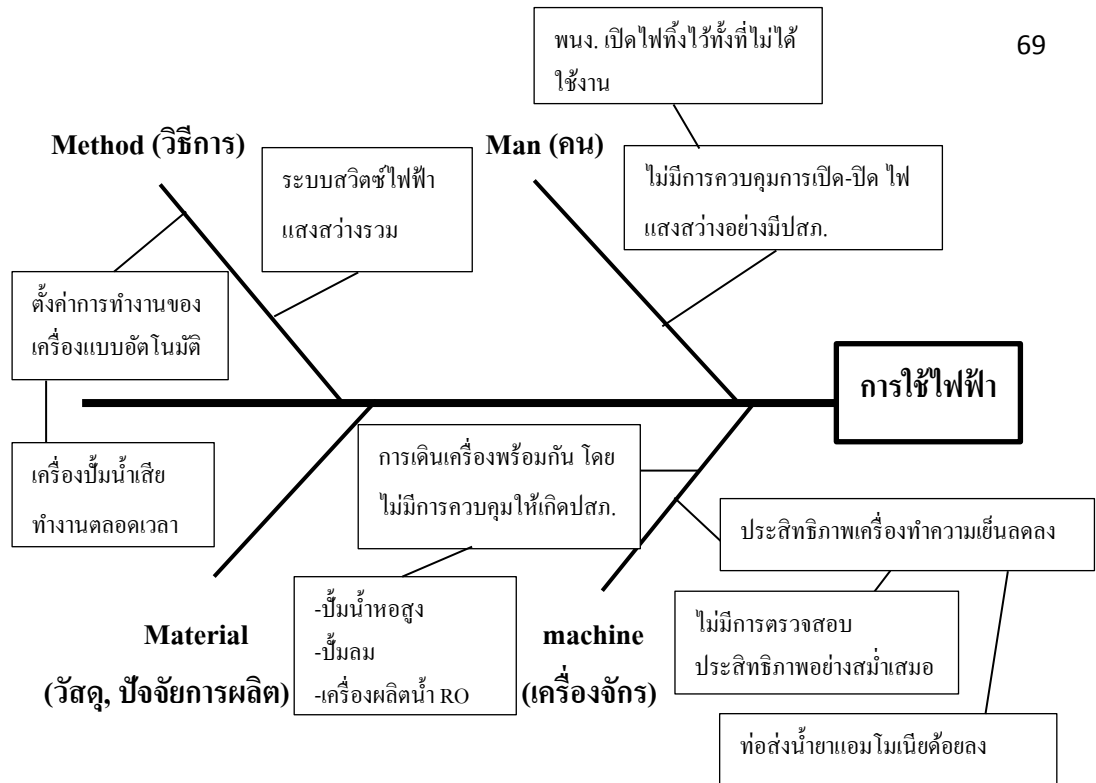 69
พนง. เปิดไฟทิ้งไว้ทั้งที่ไม่ได้
ใช้งาน
Method (วิธีการ)
Man (คน)
ระบบสวิตซ์ไฟฟ้า
แสงสว่างรวม
ไม่มีการควบคุมการเปิด-ปิด ไฟ
แสงสว่างอย่างมีปสภ.
ตั้งค่าการทำงานของ
เครื่องแบบอัตโนมัติ
การใช้ไฟฟ้า
เครื่องปั้มน้ำเสีย
ทำงานตลอดเวลา
การเดินเครื่องพร้อมกัน โดย
ไม่มีการควบคุมให้เกิดปสภ.
ประสิทธิภาพเครื่องทำความเย็นลดลง
-ปั้มน้ำหอสูง
-ปั้มลม
-เครื่องผลิตน้ำ RO
ไม่มีการตรวจสอบ
ประสิทธิภาพอย่างสม่ำเสมอ
Material
(วัสดุ, ปัจจัยการผลิต)
machine
(เครื่องจักร)
ท่อส่งน้ำยาแอมโมเนียด้อยลง